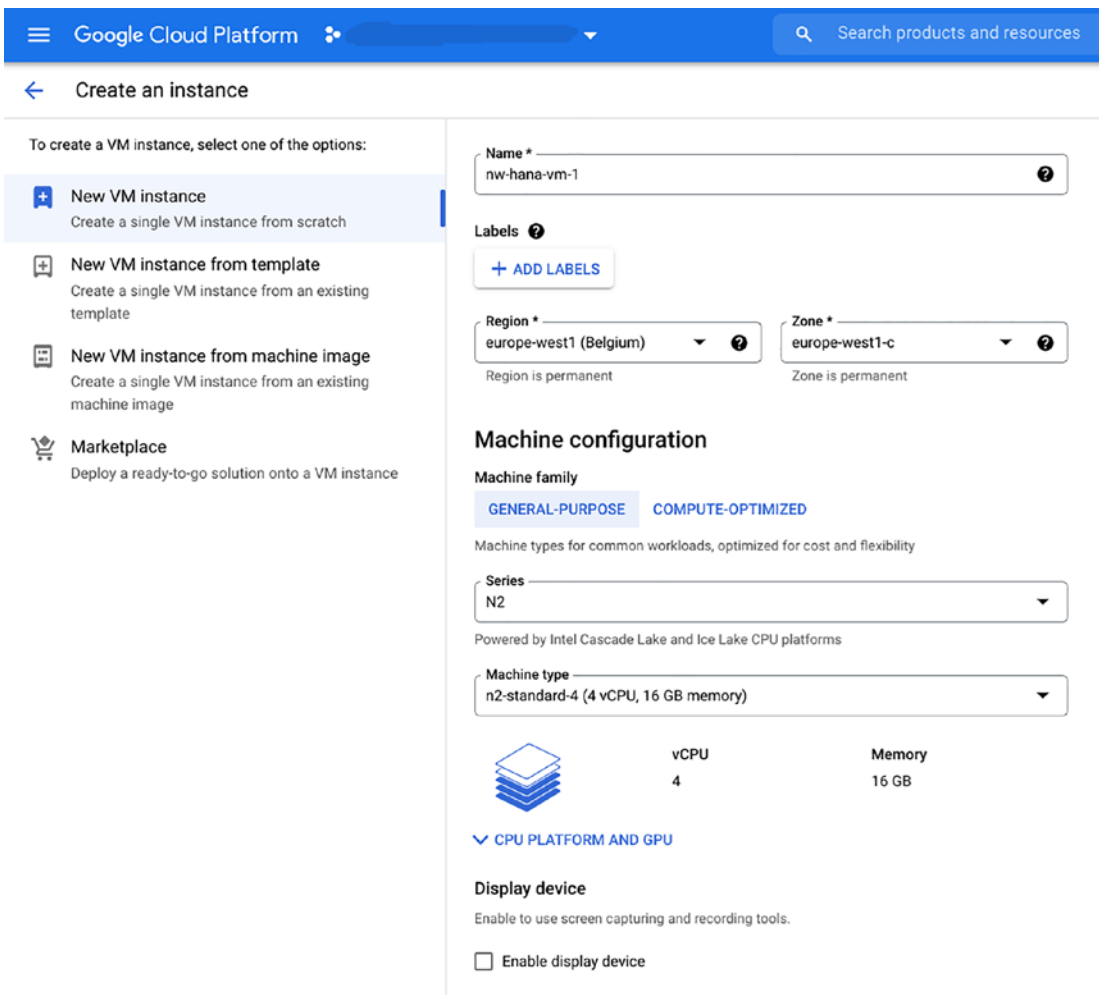 Google Cloud Platform
Search products and resources
Create an instance
To create a VM instance, select one of the options:
New VM instance
Create a single VM instance from scratch
New VM instance from template
Create a single VM instance from an existing
template
New VM instance from machine image
Create a single VM instance from an existing
machine image
Marketplace
Deploy a ready-to-go solution onto a VM instance
Name *
nw-hana-vm-1
Labels
+ ADD LABELS
Region *
europe-west1 (Belgium)
Region is permanent
Zone *
europe-west1-c
Zone is permanent
Machine configuration
Machine family
GENERAL-PURPOSE COMPUTE-OPTIMIZED
Machine types for common workloads, optimized for cost and flexibility
Series
N2
Powered by Intel Cascade Lake and Ice Lake CPU platforms
Machine type
n2-standard-4 (4 vCPU, 16 GB memory)
vCPU
4
Memory
16 GB
CPU PLATFORM AND GPU
Display device
Enable to use screen capturing and recording tools.
Enable display device